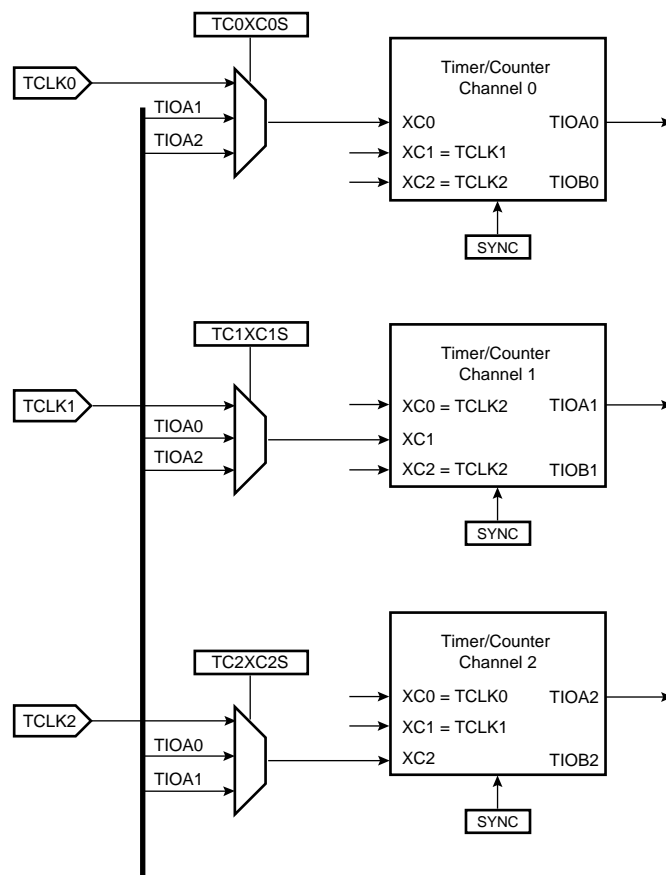 TC0XC0S
TCLK0
TIOA1
TIOA2
Timer/Counter
Channel 0
XC0
TIOA0
XC1 = TCLK1
XC2 = TCLK2
TIOB0
SYNC
TC1XC1S
TCLK1
TIOA0
TIOA2
Timer/Counter
Channel 1
XC0 = TCLK2
TIOA1
XC1
XC2 = TCLK2
TIOB1
SYNC
TC2XC2S
TCLK2
TIOA0
TIOA1
Timer/Counter
Channel 2
XC0 = TCLK0
TIOA2
XC1 = TCLK1
XC2
TIOB2
SYNC